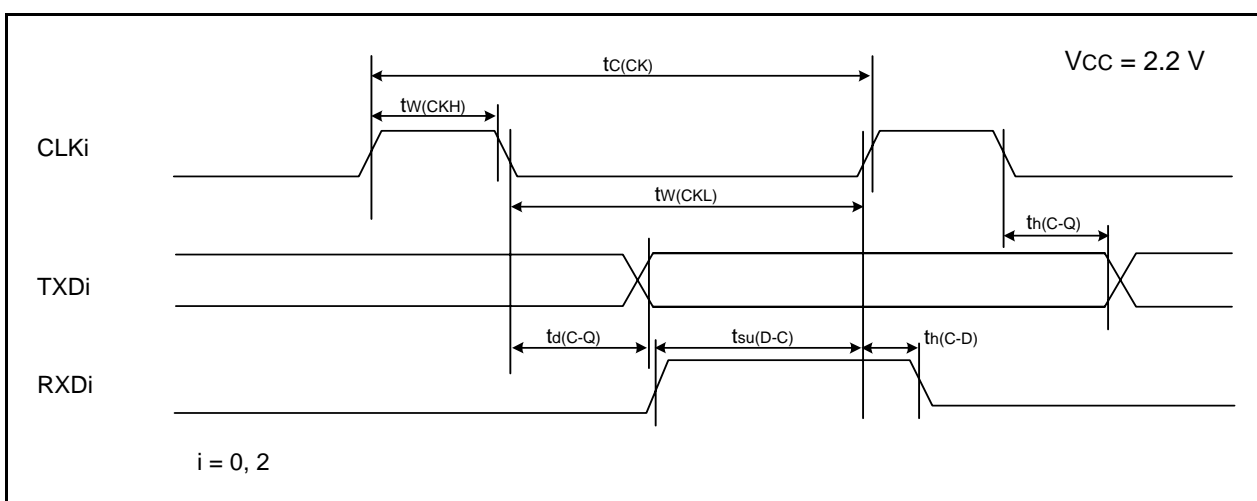 VCC = 2.2 V
tC(CK)
tW(CKH)
CLKi
tW(CKL)
th(C-Q)
TXDi
td(C-Q)
tsu(D-C)
th(C-D)
RXDi
i = 0, 2